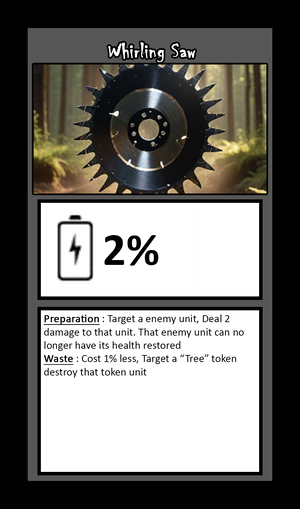 Whirling Saw
2%
Preparation : Target a enemy unit, Deal 2
damage to that unit. That enemy unit can no
longer have its health restored
Waste : Cost 1% less, Target a “Tree” token
destroy that token unit